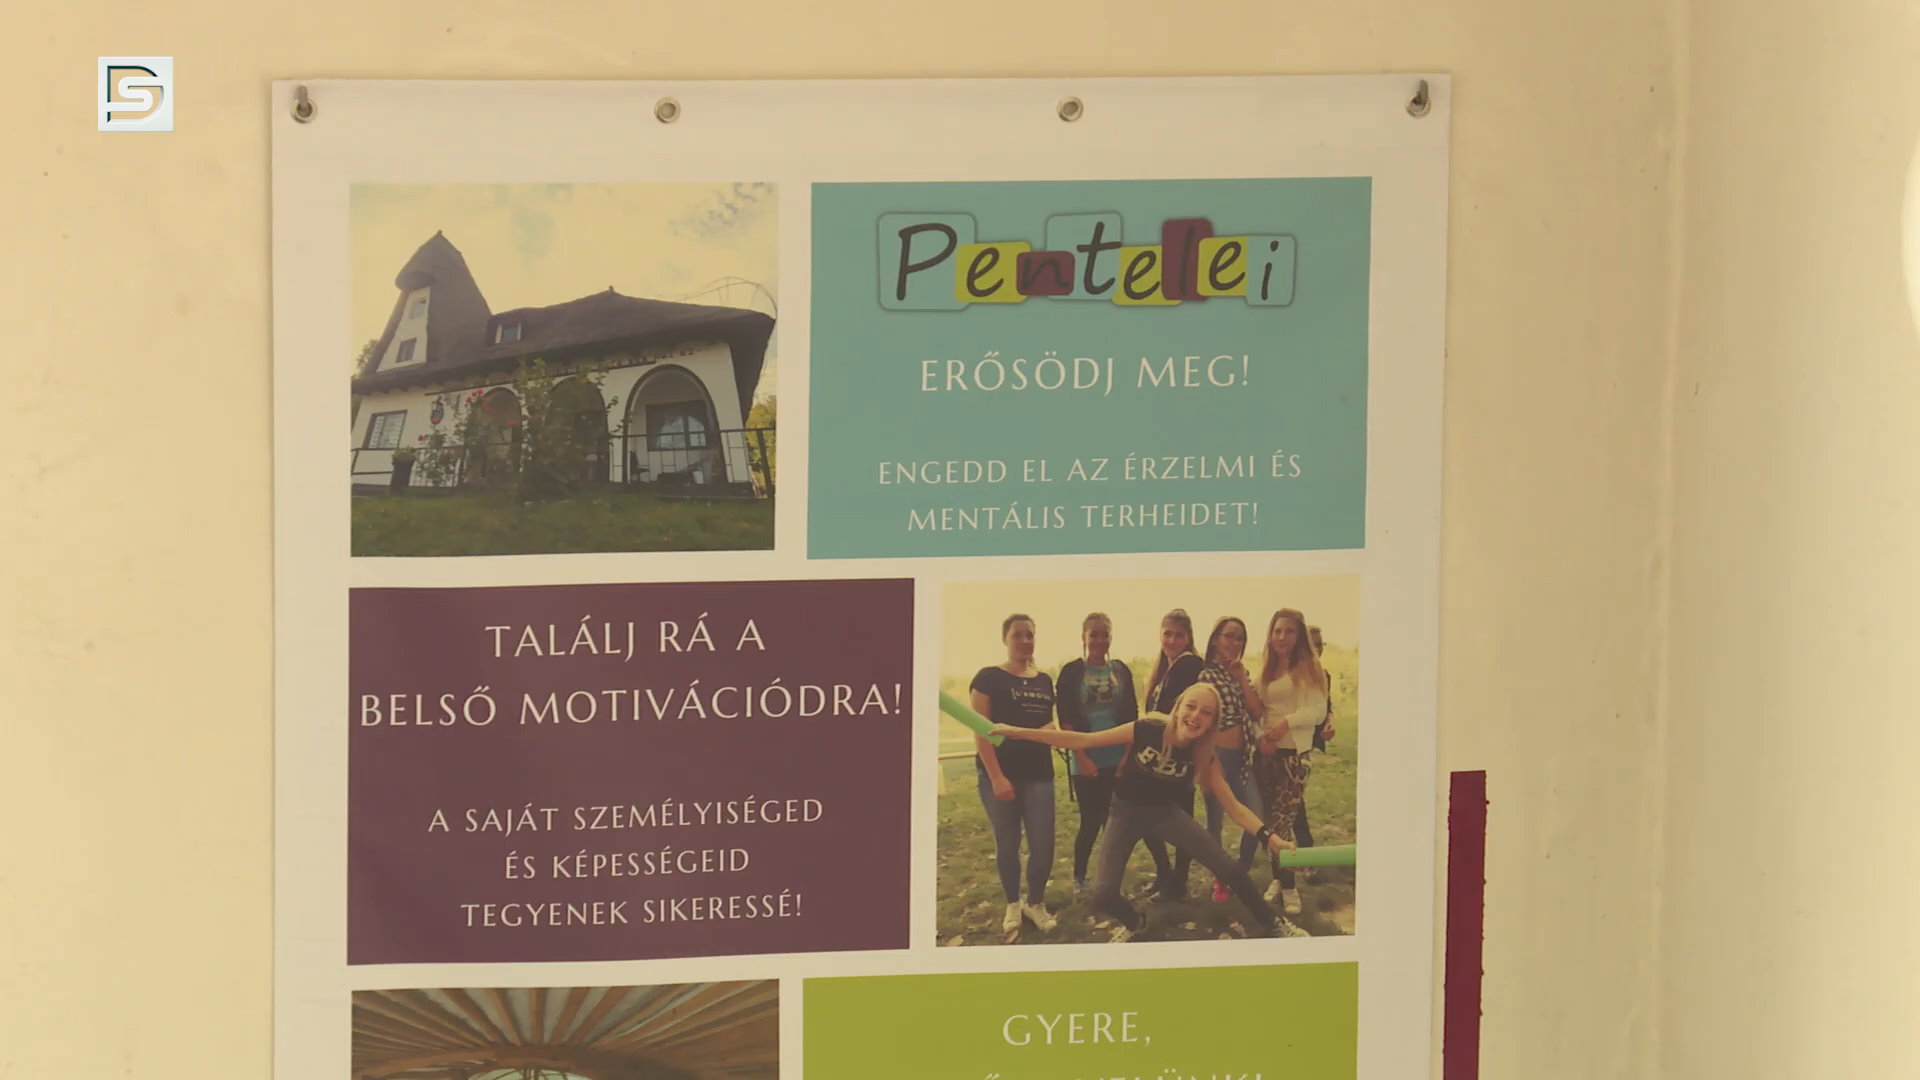 DS
Pentelei
ERŐSÖDJ MEG!
ENGEDD EL AZ ÉRZELMI ÉS
MENTÁLIS TERHEIDET!
TALÁLJ RÁ A
BELSŐ MOTIVÁCIÓDRA!
A SAJÁT SZEMÉLYISÉGED
ÉS KÉPESSÉGEID
TEGYENEK SIKERESSÉ!
GYERE,